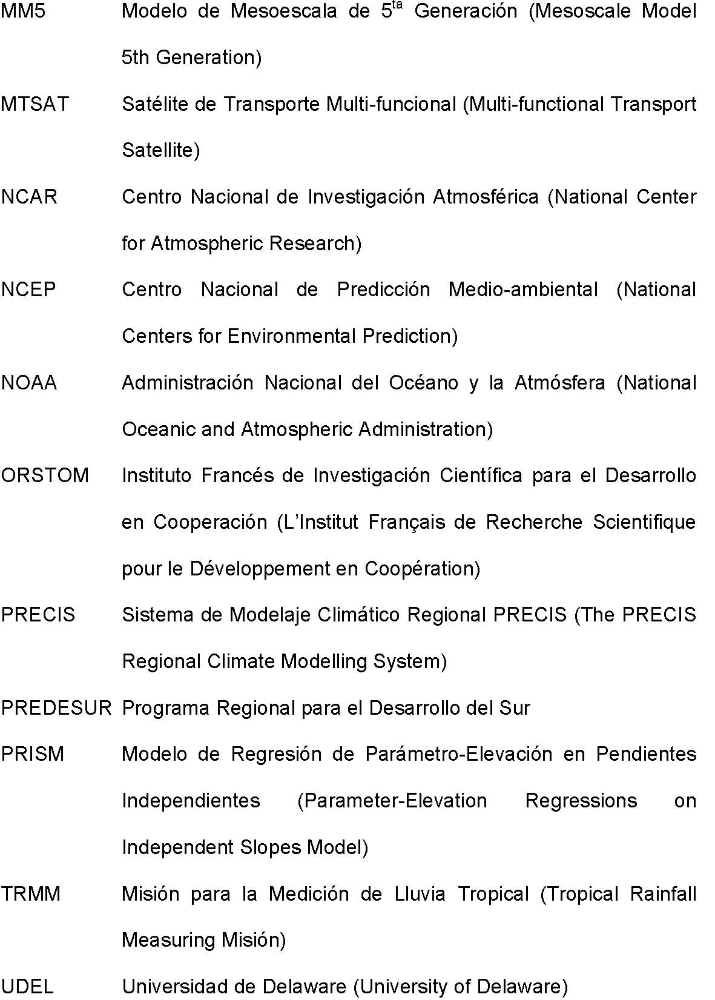 MM5 Modelo de Mesoescala de 5ta Generación (Mesoscale Model
5th Generation)
MTSAT Satélite de Transporte Multi-funcional (Multi-functional Transport
Satellite)
NCAR Centro Nacional de Investigación Atmosférica (National Center
for Atmospheric Research)
NCEP Centro Nacional de Predicción Medio-ambiental (National
Centers for Environmental Prediction)
NOAA Administración Nacional del Océano y la Atmósfera (National
Oceanic and Atmospheric Administration)
ORSTOM Instituto Francés de Investigación Científica para el Desarrollo
en Cooperación (L’Institut Français de Recherche Scientifique
pour le Développement en Coopération)
PRECIS Sistema de Modelaje Climático Regional PRECIS (The PRECIS
Regional Climate Modelling System)
PREDESUR Programa Regional para el Desarrollo del Sur
PRISM Modelo de Regresión de Parámetro-Elevación en Pendientes
Independientes (Parameter-Elevation Regressions on
Independent Slopes Model)
TRMM Misión para la Medición de Lluvia Tropical (Tropical Rainfall
Measuring Misión)
UDEL Universidad de Delaware (University of Delaware)